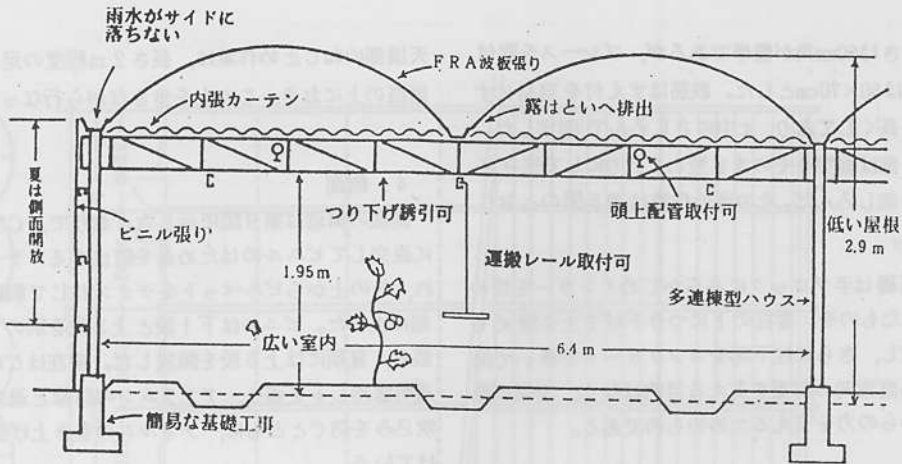 雨水がサイドに
落ちない
FRA波板張り
内張カーテン
露はといへ排出
夏は側面開放
つり下げ誘引可
頭上配管取付可
ビニル張り
低い屋根
2.9m
1.95m
運搬レール取付可
多連棟型ハウス
広い室内
6.4m
簡易な基礎工事